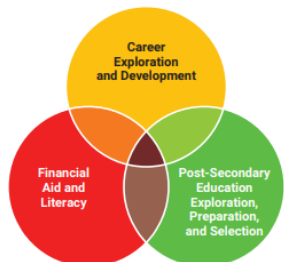 Career
Exploration
and Development
Financial
Aid and
Literacy
Post-Secondary
Education
Exploration,
Preparation,
and Selection